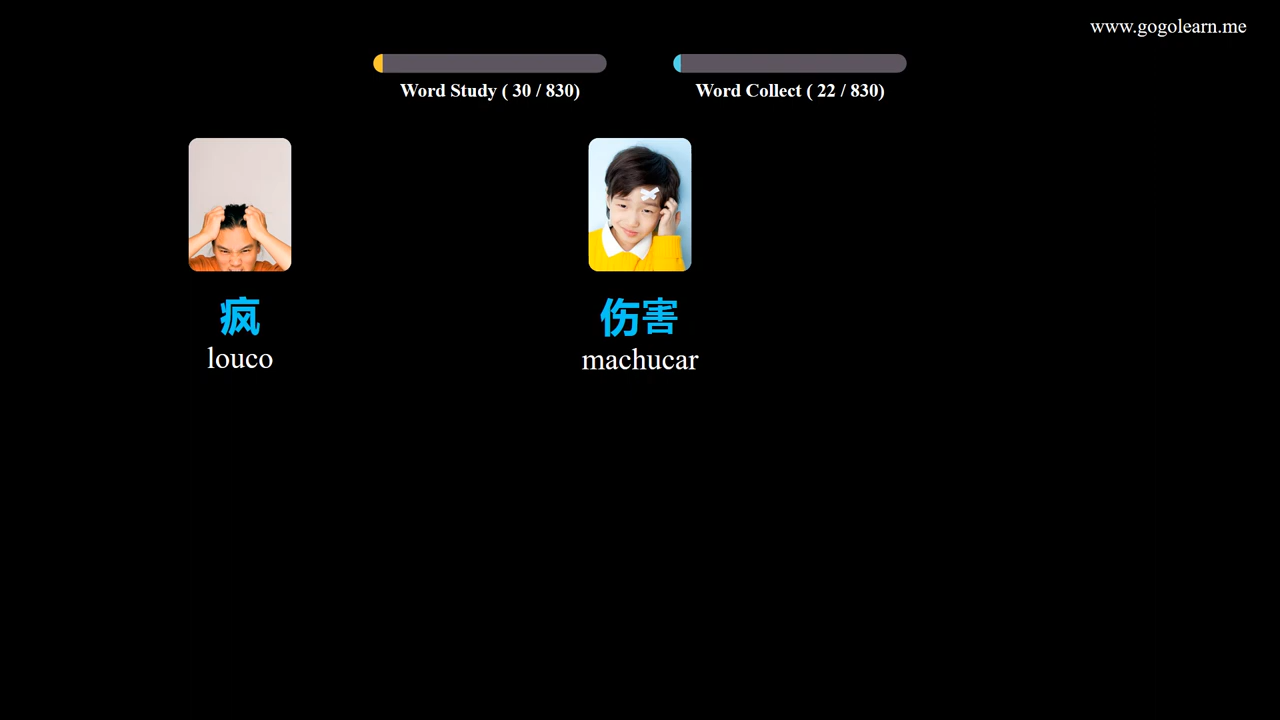 www.gogolearn.me
Word Study ( 30 / 830)
Word Collect ( 22 / 830)
疯
louco
伤害
machucar